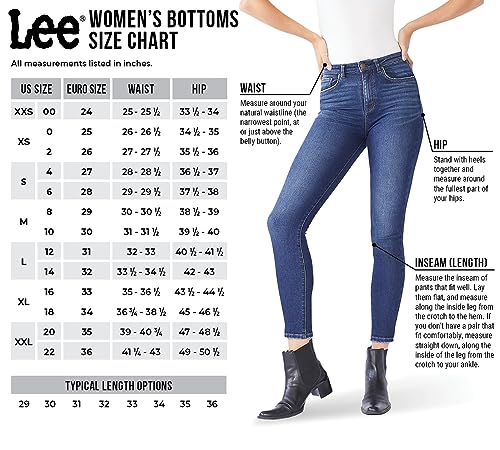 Lee® WOMEN'S BOTTOMS
SIZE CHART
All measurements listed in inches.
US SIZE EURO SIZE WAIST HIP
XXS 00 24 25 - 25 ½ 33 ½ - 34
XS 0 25 26 - 26 ½ 34 ½ - 35
2 26 27 - 27 ½ 35 ½ - 36
S 4 27 28 - 28 ½ 36 ½ - 37
6 28 29 - 29 ½ 37 ½ - 38
M 8 29 30 - 30 ½ 38 ½ - 39
10 30 31 - 31 ½ 39 ½ - 40
L 12 31 32 - 33 40 ½ - 41 ½
14 32 33 ½ - 34 ½ 42 - 43
XL 16 33 35 - 36 ½ 43 ½ - 44 ½
18 34 36 ¾ - 38 ½ 45 - 46 ½
XXL 20 35 39 - 40 ¾ 47 - 48 ½
22 36 41 ¼ - 43 49 - 50 ½
TYPICAL LENGTH OPTIONS
29 30 31 32 33 34 35 36
WAIST
Measure around your
natural waistline (the
narrowest point, at
or just above the
belly button).
HIP
Stand with heels
together and
measure around
the fullest part of
your hips.
INSEAM (LENGTH)
Measure the inseam of
pants that fit well. Lay
them flat, and measure
along the inside leg from
the crotch to the hem. If
you don't have a pair that
fit comfortably, measure
straight down, along the
inside of the leg from the
crotch to your ankle.